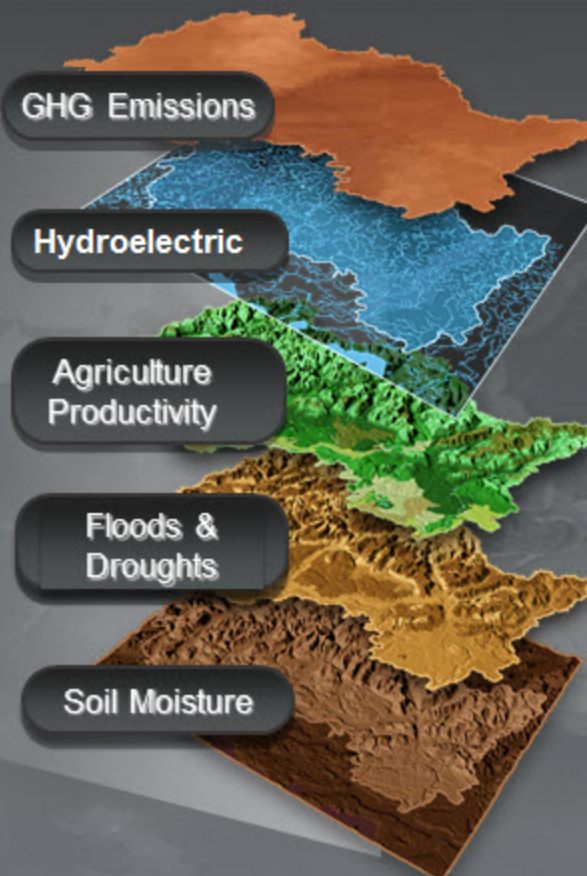 GHG Emissions
Hydroelectric
Agriculture
Productivity
Floods &
Droughts
Soil Moisture